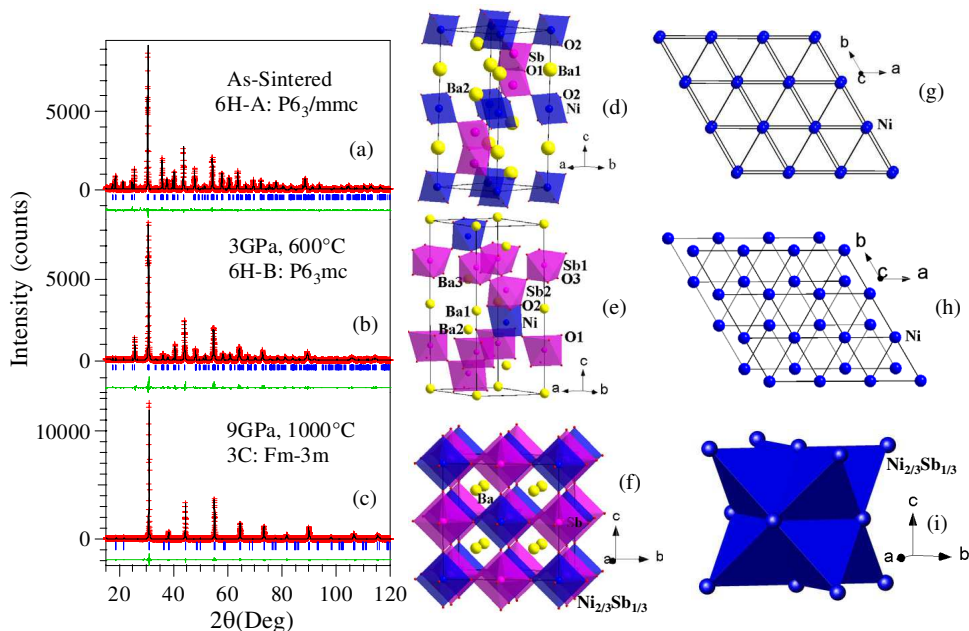 Intensity (counts)
5000
0
As-Sintered
6H-A: P6₃/mmc
(a)
5000
0
3GPa, 600°C
6H-B: P6₃mc
(b)
10000
0
9GPa, 1000°C
3C: Fm-3m
(c)
20 40 60 80 100 120
2θ(Deg)
O2
Sb
O1
Ba1
Ba2
O2
Ni
(d)
c
a
b
Sb1
Ba3
O3
Sb2
Ba1
O2
Ni
Ba2
O1
(e)
c
a
b
Ba
(f)
Sb
c
a
b
Ni₂/₃Sb₁/₃
(g)
b
c
a
Ni
(h)
b
c
a
Ni
Ni₂/₃Sb₁/₃
(i)
c
a
b